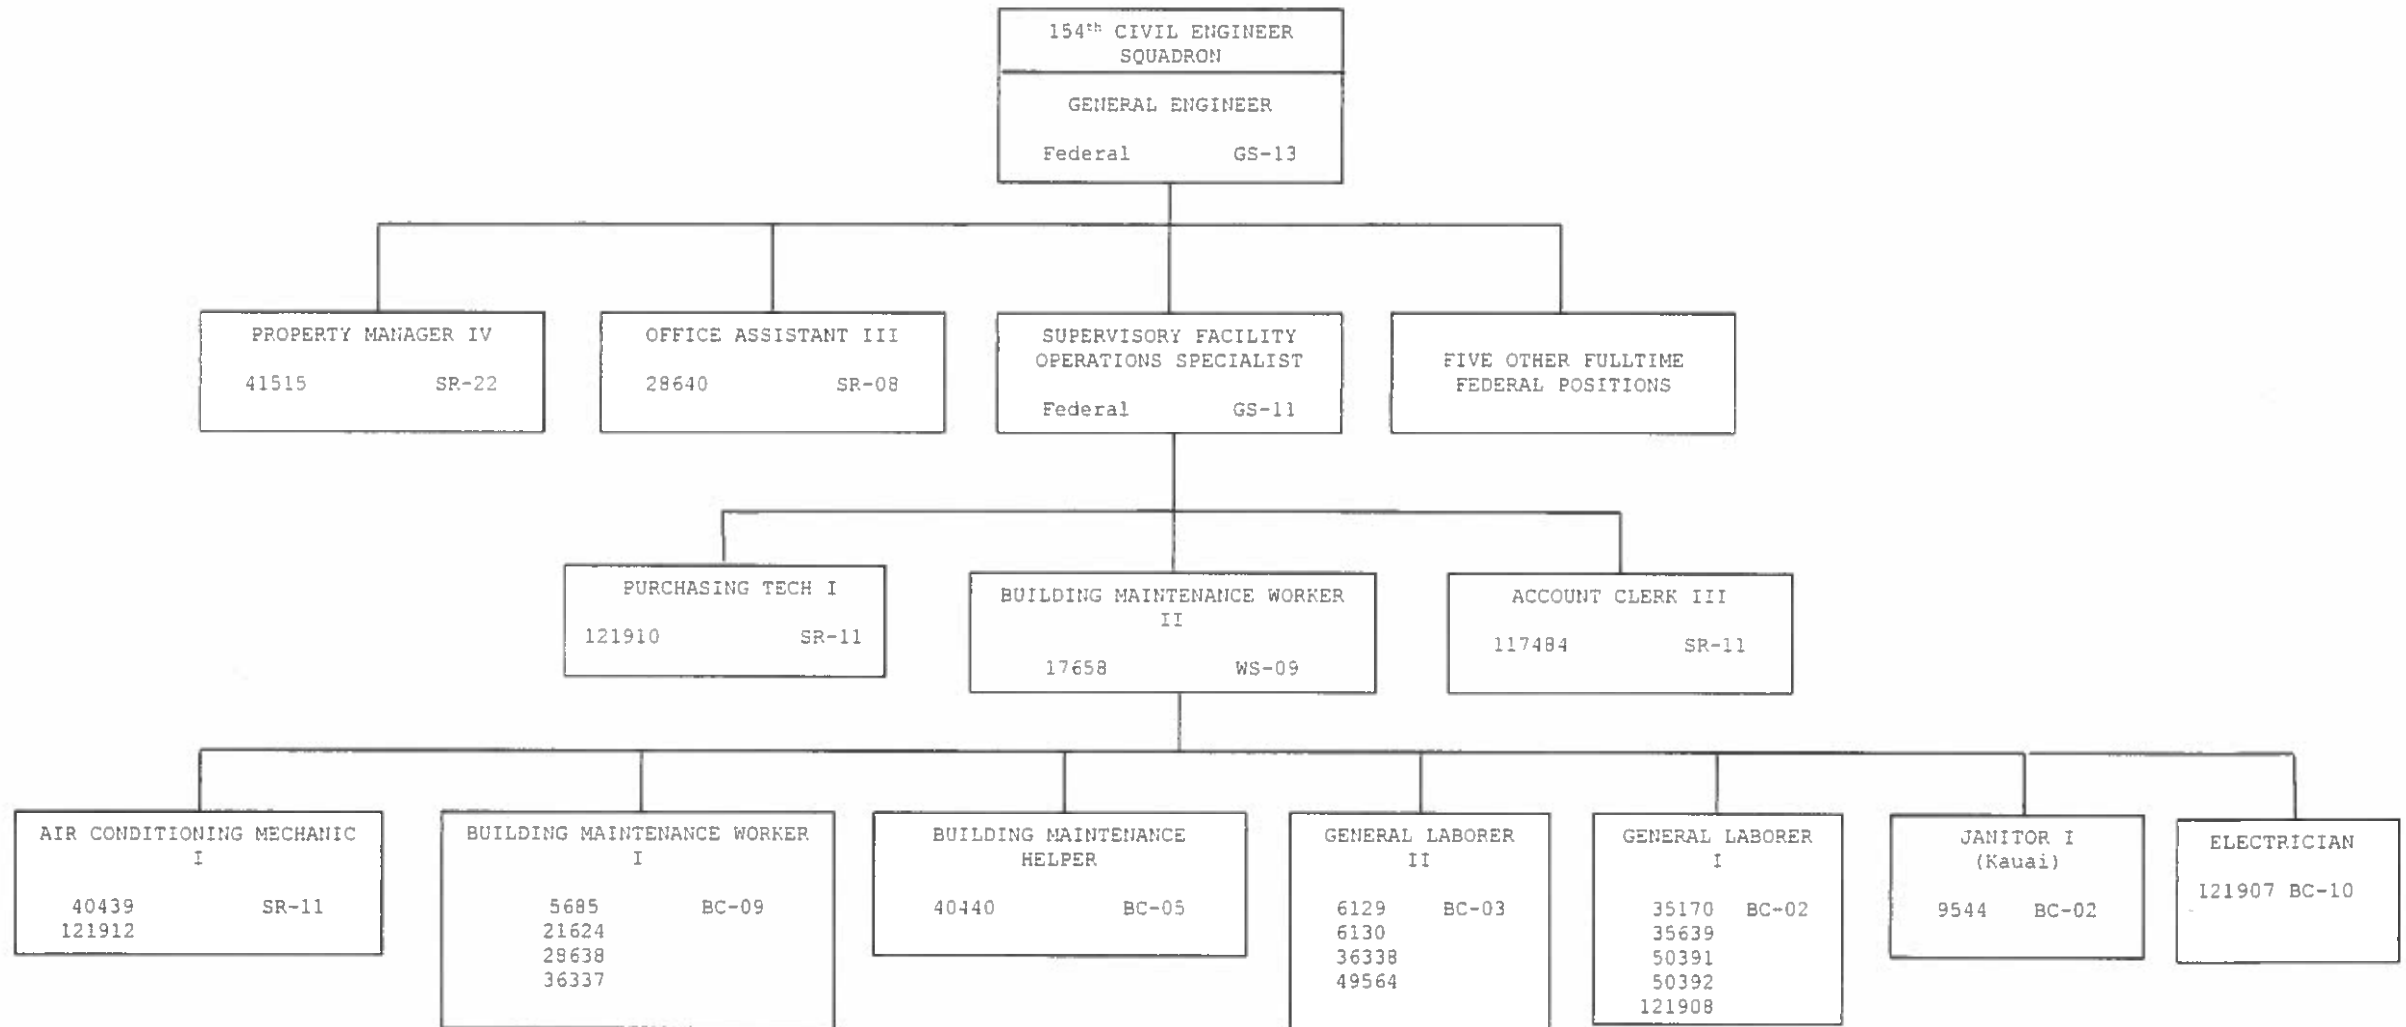 154th CIVIL ENGINEER
SQUADRON
GENERAL ENGINEER
Federal GS-13
PROPERTY MANAGER IV
41515 SR-22
OFFICE ASSISTANT III
28640 SR-08
SUPERVISORY FACILITY
OPERATIONS SPECIALIST
Federal GS-11
FIVE OTHER FULLTIME
FEDERAL POSITIONS
PURCHASING TECH I
121910 SR-11
BUILDING MAINTENANCE WORKER
II
17658 WS-09
ACCOUNT CLERK III
117484 SR-11
AIR CONDITIONING MECHANIC
I
40439 SR-11
121912
BUILDING MAINTENANCE WORKER
I
5685 BC-09
21624
28638
36337
BUILDING MAINTENANCE
HELPER
40440 BC-05
GENERAL LABORER
II
6129 BC-03
6130
36338
49564
GENERAL LABORER
I
35170 BC-02
35639
50391
50392
121908
JANITOR I
(Kauai)
9544 BC-02
ELECTRICIAN
121907 BC-10